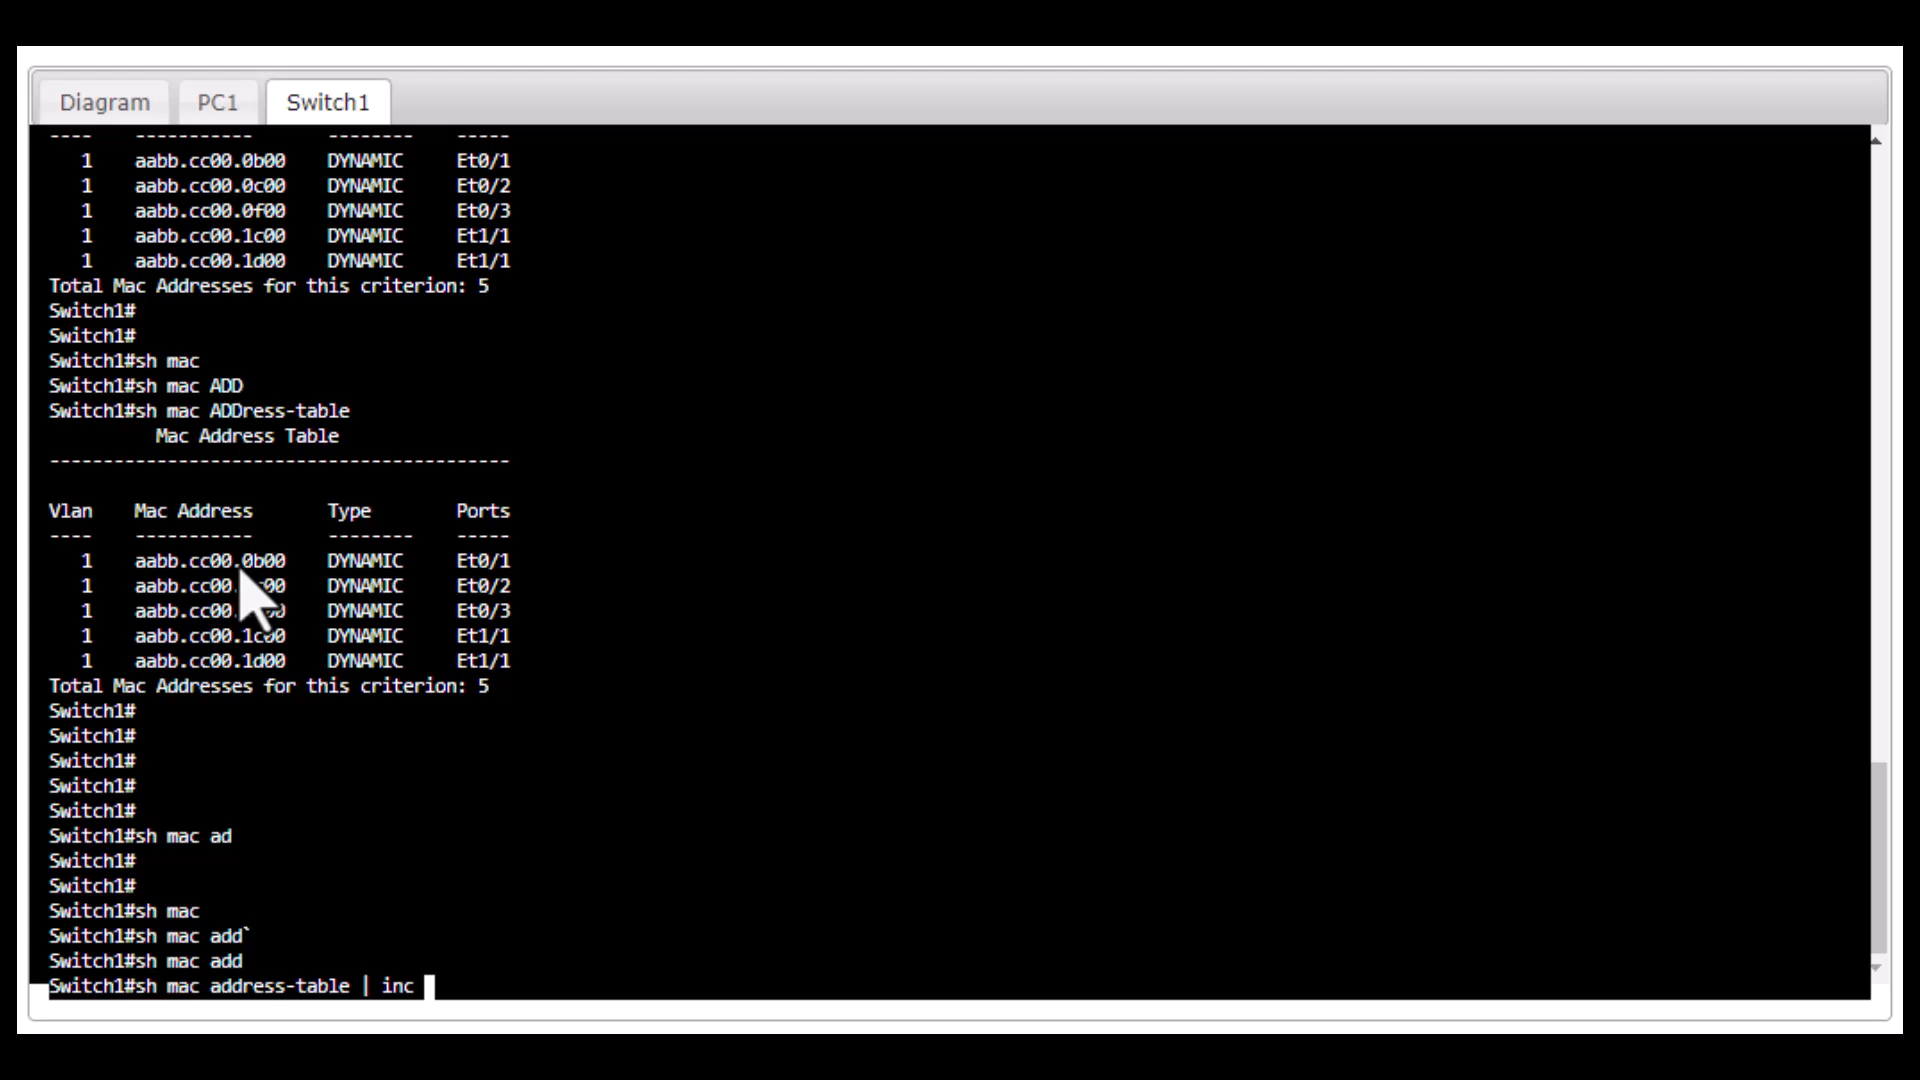 Diagram PC1 Switch1
---- ----------- -------- -----
1 aabb.cc00.0b00 DYNAMIC Et0/1
1 aabb.cc00.0c00 DYNAMIC Et0/2
1 aabb.cc00.0f00 DYNAMIC Et0/3
1 aabb.cc00.1c00 DYNAMIC Et1/1
1 aabb.cc00.1d00 DYNAMIC Et1/1
Total Mac Addresses for this criterion: 5
Switch1#
Switch1#
Switch1#sh mac
Switch1#sh mac ADD
Switch1#sh mac ADDress-table
Mac Address Table
-------------------------------------------
Vlan Mac Address Type Ports
---- ----------- -------- -----
1 aabb.cc00.0b00 DYNAMIC Et0/1
1 DYNAMIC Et0/2
1 DYNAMIC Et0/3
1 aabb.cc00.1c00 DYNAMIC Et1/1
1 aabb.cc00.1d00 DYNAMIC Et1/1
Total Mac Addresses for this criterion: 5
Switch1#
Switch1#
Switch1#
Switch1#
Switch1#
Switch1#sh mac ad
Switch1#
Switch1#
Switch1#sh mac
Switch1#sh mac add`
Switch1#sh mac add
Switch1#sh mac address-table | inc